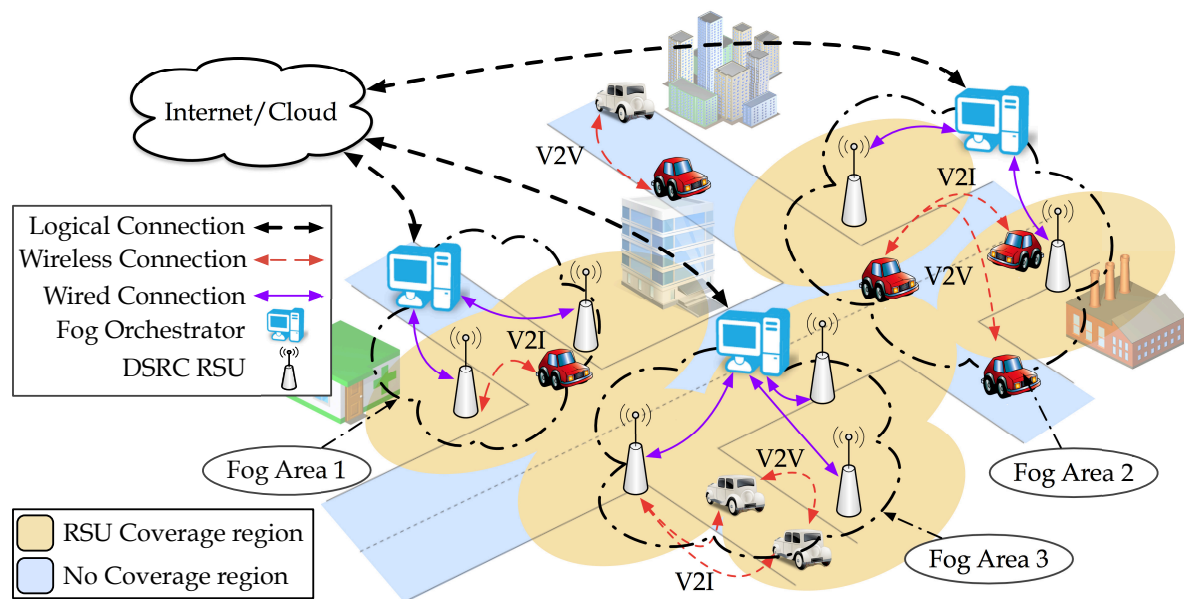 Internet/Cloud
V2V
V2I
V2V
Logical Connection
Wireless Connection
Wired Connection
Fog Orchestrator
DSRC RSU
V2I
Fog Area 1
V2V
Fog Area 2
Fog Area 3
V2I
RSU Coverage region
No Coverage region